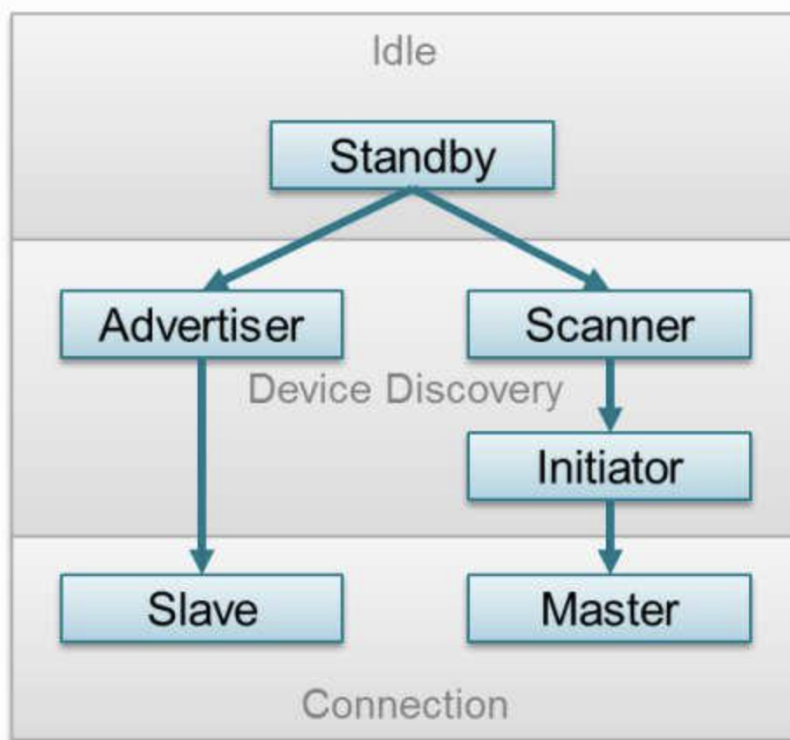 Idle
Standby
Advertiser
Scanner
Device Discovery
Initiator
Slave
Master
Connection